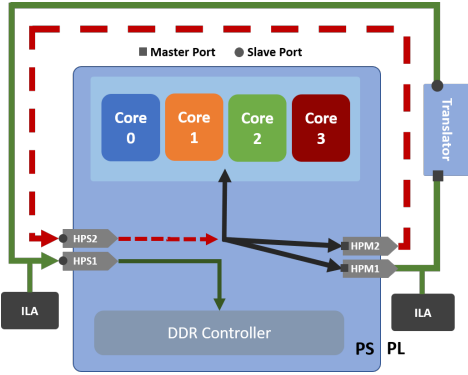 Master Port
Slave Port
Core
0
Core
1
Core
2
Core
3
Translator
HPS2
HPS1
HPM2
HPM1
ILA
ILA
DDR Controller
PS
PL